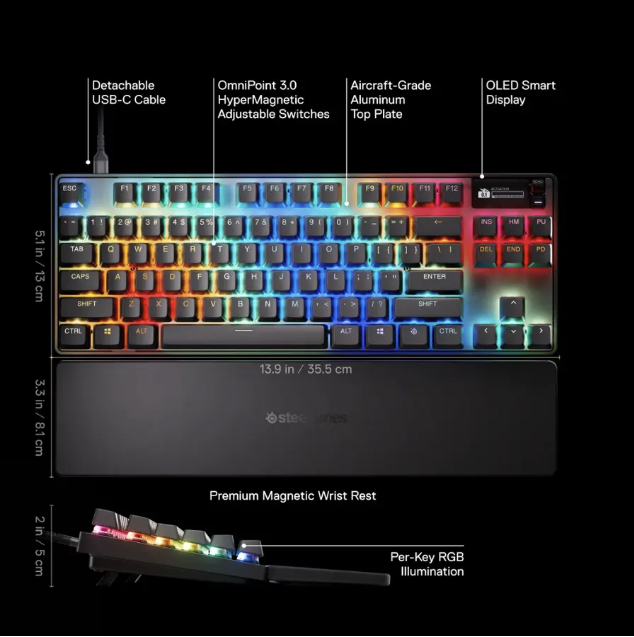 Detachable
USB-C Cable
OmniPoint 3.0
HyperMagnetic
Adjustable Switches
Aircraft-Grade
Aluminum
Top Plate
OLED Smart
Display
ESC F1 F2 F3 F4 F5 F6 F7 F8 F9 F10 F11 F12
INS HM PU
TAB Q W E R T Y U I O P
DEL END PD
CAPS A S D F G H J K L ENTER
SHIFT Z X C V B N M SHIFT
CTRL ALT ALT CTRL
5.1 in / 13 cm
13.9 in / 35.5 cm
3.3 in / 8.1 cm
steelseries
Premium Magnetic Wrist Rest
2 in / 5 cm
Per-Key RGB
Illumination